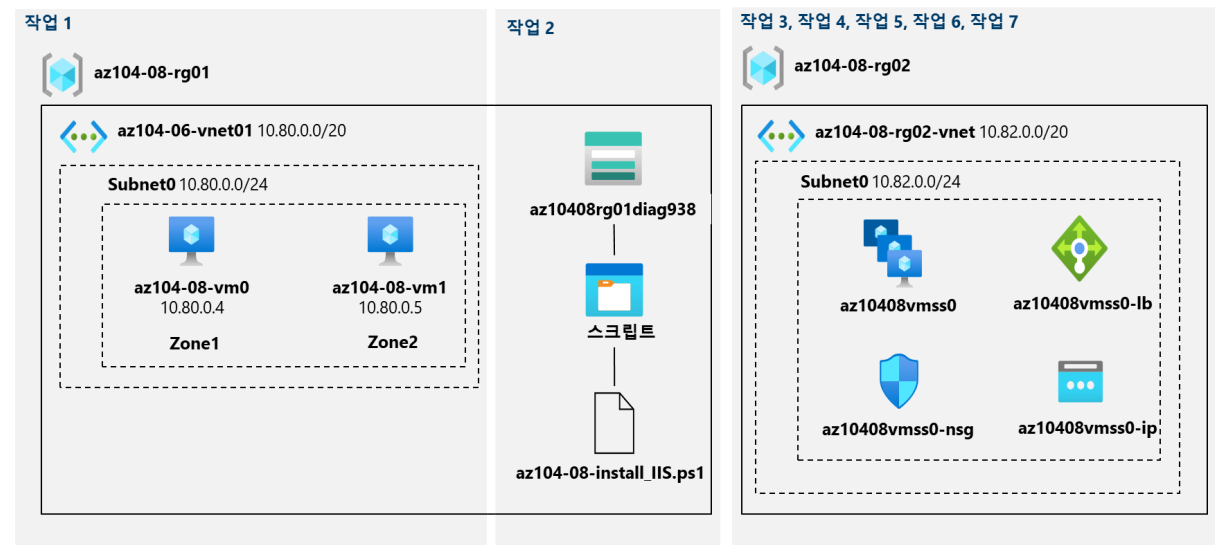 작업 1
az104-08-rg01
az104-06-vnet01 10.80.0.0/20
Subnet0 10.80.0.0/24
az104-08-vm0
10.80.0.4
Zone1
az104-08-vm1
10.80.0.5
Zone2
작업 2
az10408rg01diag938
스크립트
az104-08-install_IIS.ps1
작업 3, 작업 4, 작업 5, 작업 6, 작업 7
az104-08-rg02
az104-08-rg02-vnet 10.82.0.0/20
Subnet0 10.82.0.0/24
az10408vmss0
az10408vmss0-lb
az10408vmss0-nsg
az10408vmss0-ip